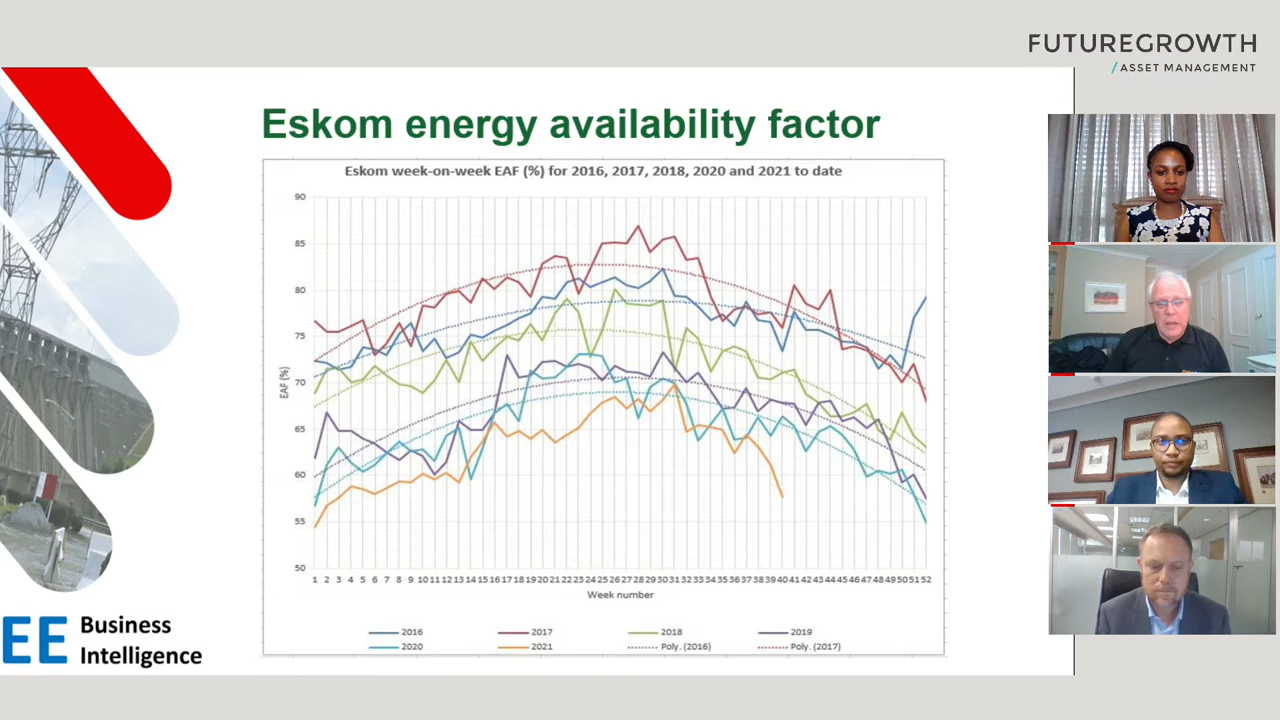 FUTUREGROWTH
/ASSET MANAGEMENT
Eskom energy availability factor
Eskom week-on-week EAF (%) for 2016, 2017, 2018, 2020 and 2021 to date
90
85
80
75
70
65
60
55
50
EAF (%)
1 2 3 4 5 6 7 8 9 10 11 12 13 14 15 16 17 18 19 20 21 22 23 24 25 26 27 28 29 30 31 32 33 34 35 36 37 38 39 40 41 42 43 44 45 46 47 48 49 50 51 52
Week number
2016 2017 2018 2019
2020 2021 Poly. (2016) Poly. (2017)
EE Business
Intelligence